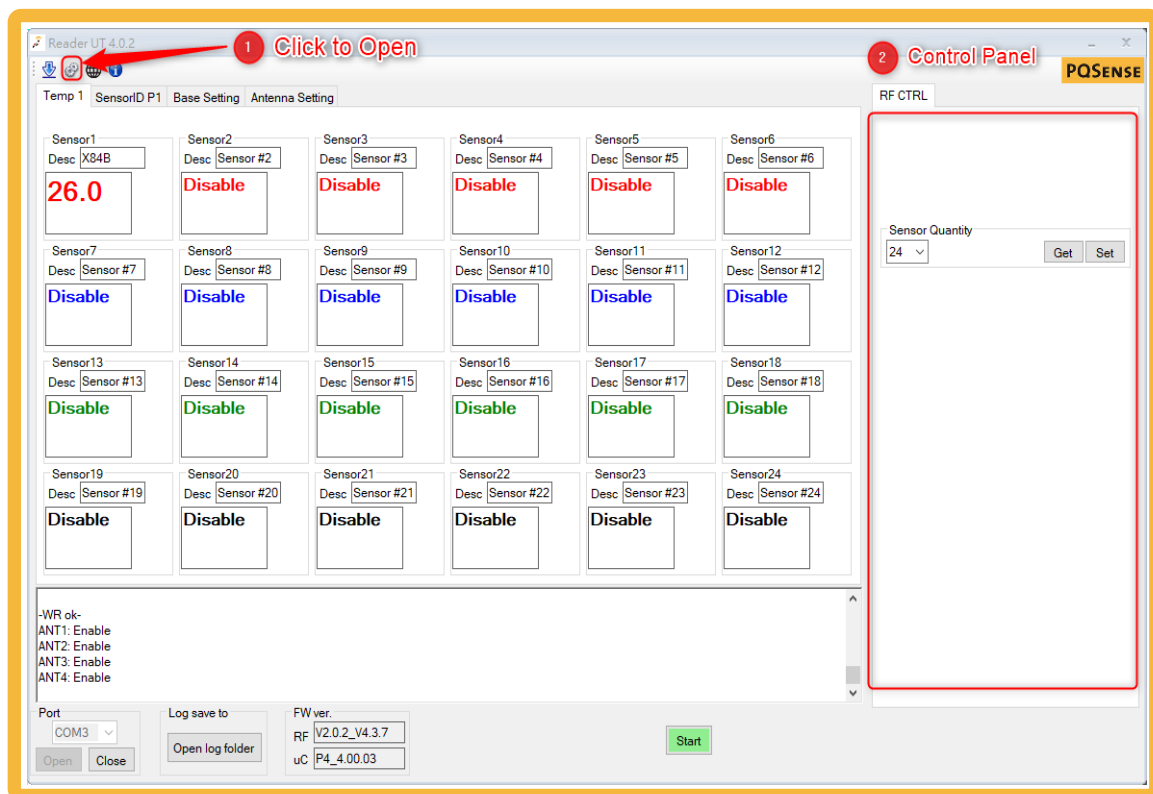 Reader UT 4.0.2
1 Click to Open
2 Control Panel
PQSENSE
Temp 1 SensorID P1 Base Setting Antenna Setting
RF CTRL
Sensor1 Sensor2 Sensor3 Sensor4 Sensor5 Sensor6
Desc X84B Desc Sensor #2 Desc Sensor #3 Desc Sensor #4 Desc Sensor #5 Desc Sensor #6
26.0 Disable Disable Disable Disable Disable
Sensor Quantity
24 Get Set
Sensor7 Sensor8 Sensor9 Sensor10 Sensor11 Sensor12
Desc Sensor #7 Desc Sensor #8 Desc Sensor #9 Desc Sensor #10 Desc Sensor #11 Desc Sensor #12
Disable Disable Disable Disable Disable Disable
Sensor13 Sensor14 Sensor15 Sensor16 Sensor17 Sensor18
Desc Sensor #13 Desc Sensor #14 Desc Sensor #15 Desc Sensor #16 Desc Sensor #17 Desc Sensor #18
Disable Disable Disable Disable Disable Disable
Sensor19 Sensor20 Sensor21 Sensor22 Sensor23 Sensor24
Desc Sensor #19 Desc Sensor #20 Desc Sensor #21 Desc Sensor #22 Desc Sensor #23 Desc Sensor #24
Disable Disable Disable Disable Disable Disable
-WR ok-
ANT1: Enable
ANT2: Enable
ANT3: Enable
ANT4: Enable
Port Log save to FW ver.
COM3 RF V2.0.2_V4.3.7
Open Close Open log folder uC P4_4.00.03
Start